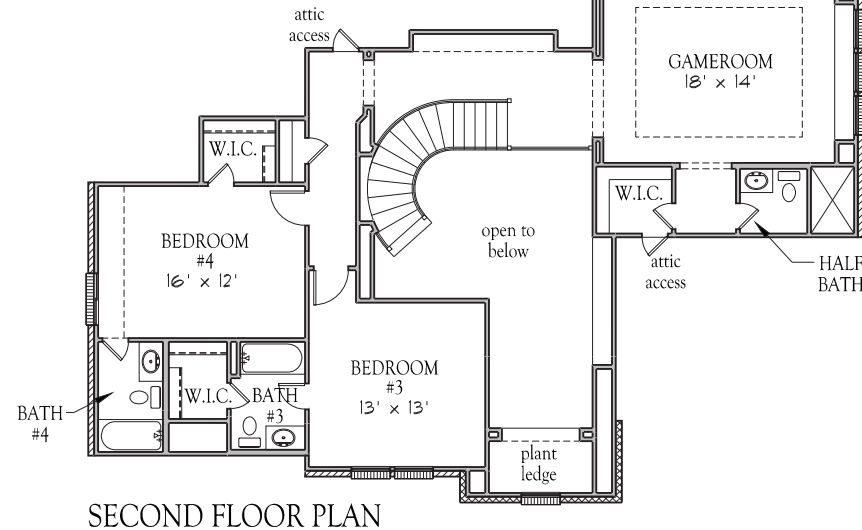 attic
access
GAMEROOM
18' x 14'
W.I.C.
W.I.C.
BEDROOM
#4
16' x 12'
open to
below
attic
access
HALF
BATH
BEDROOM
#3
13' x 13'
W.I.C.
BATH
#3
BATH
#4
plant
ledge
SECOND FLOOR PLAN